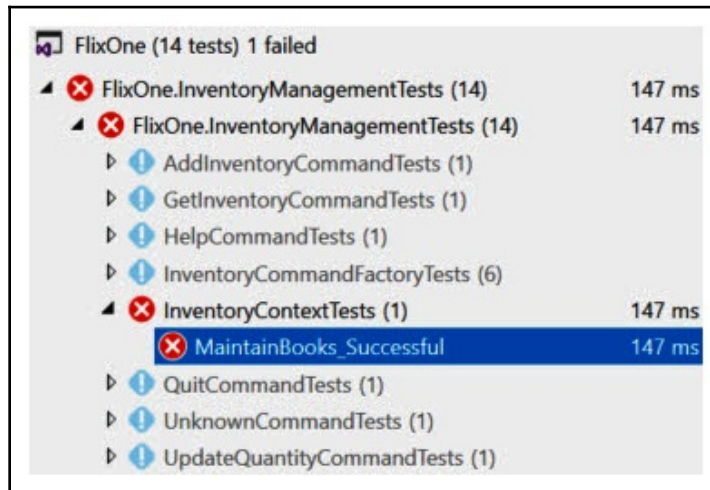 FlixOne (14 tests) 1 failed
FlixOne.InventoryManagementTests (14) 147 ms
FlixOne.InventoryManagementTests (14) 147 ms
AddInventoryCommandTests (1)
GetInventoryCommandTests (1)
HelpCommandTests (1)
InventoryCommandFactoryTests (6)
InventoryContextTests (1) 147 ms
MaintainBooks_Successful 147 ms
QuitCommandTests (1)
UnknownCommandTests (1)
UpdateQuantityCommandTests (1)